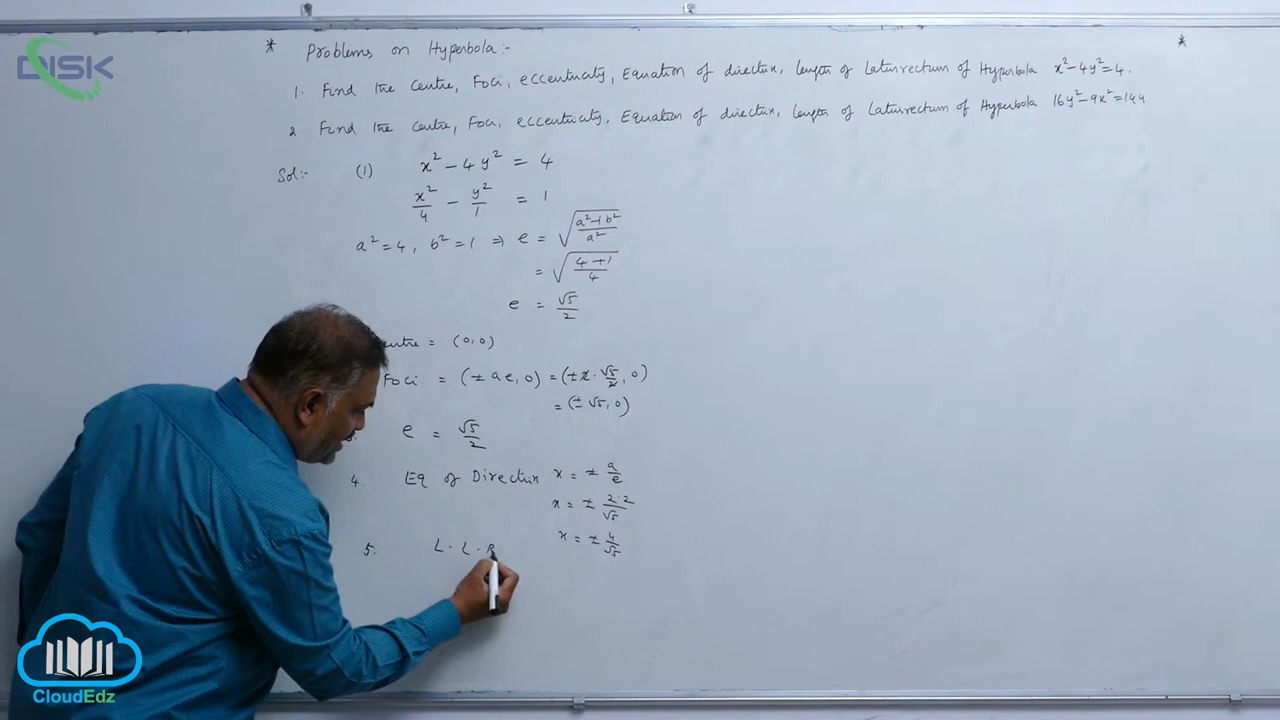 DISK
* Problems on Hyperbola :- *
1. Find the Centre, Foci, eccentricity, Equation of directrix, length of Latusrectum of Hyperbola x²-4y²=4.
2. Find the Centre, Foci, eccentricity, Equation of directrix, length of Latusrectum of Hyperbola 16y²-9x²=144
Sol:- (1) x² - 4y² = 4
x²/4 - y²/1 = 1
a²=4, b²=1 ⇒ e = √((a²+b²)/a²)
= √((4+1)/4)
e = √5/2
entre = (0,0)
Foci = (±ae,0) = (±2·√5/2, 0)
= (±√5, 0)
e = √5/2
4. Eq of Directrix x = ± a/e
x = ± 2·2/√5
x = ± 4/√5
5. L.L.
CloudEdz